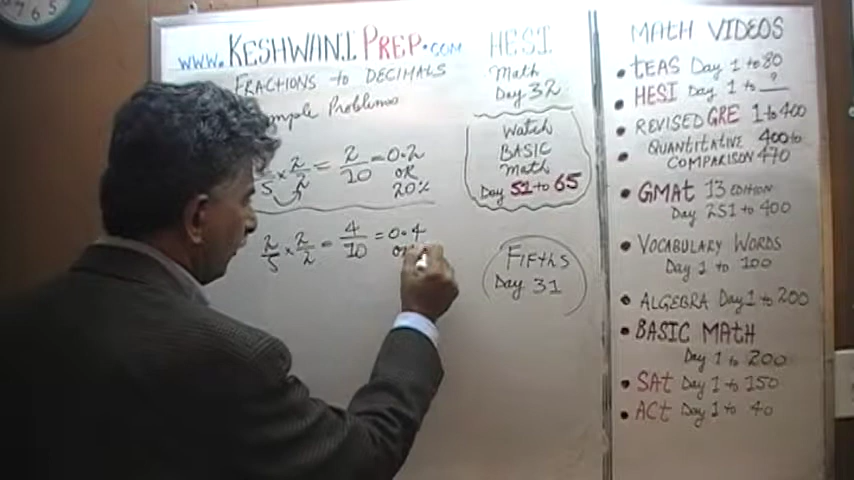 www.KESHWANI PREP.COM
FRACTIONS to DECIMALS
Problems
5 × 2/2 = 2/10 = 0.2
OR
20%
2/5 × 2/2 = 4/10 = 0.4
HESI
Math
Day 32
Watch
BASIC
Math
Day 51 to 65
FIFTHS
Day 31
MATH VIDEOS
• TEAS Day 1 to 80
• HESI Day 1 to ?
• REVISED GRE 1 to 400
• QUANTITATIVE 400 to
COMPARISON 470
• GMAT 13 EDITION
Day 251 to 400
• VOCABULARY WORDS
Day 1 to 100
• ALGEBRA Day 1 to 200
• BASIC MATH
Day 1 to 200
• SAT Day 1 to 150
• ACT Day 1 to 40
7 6 5